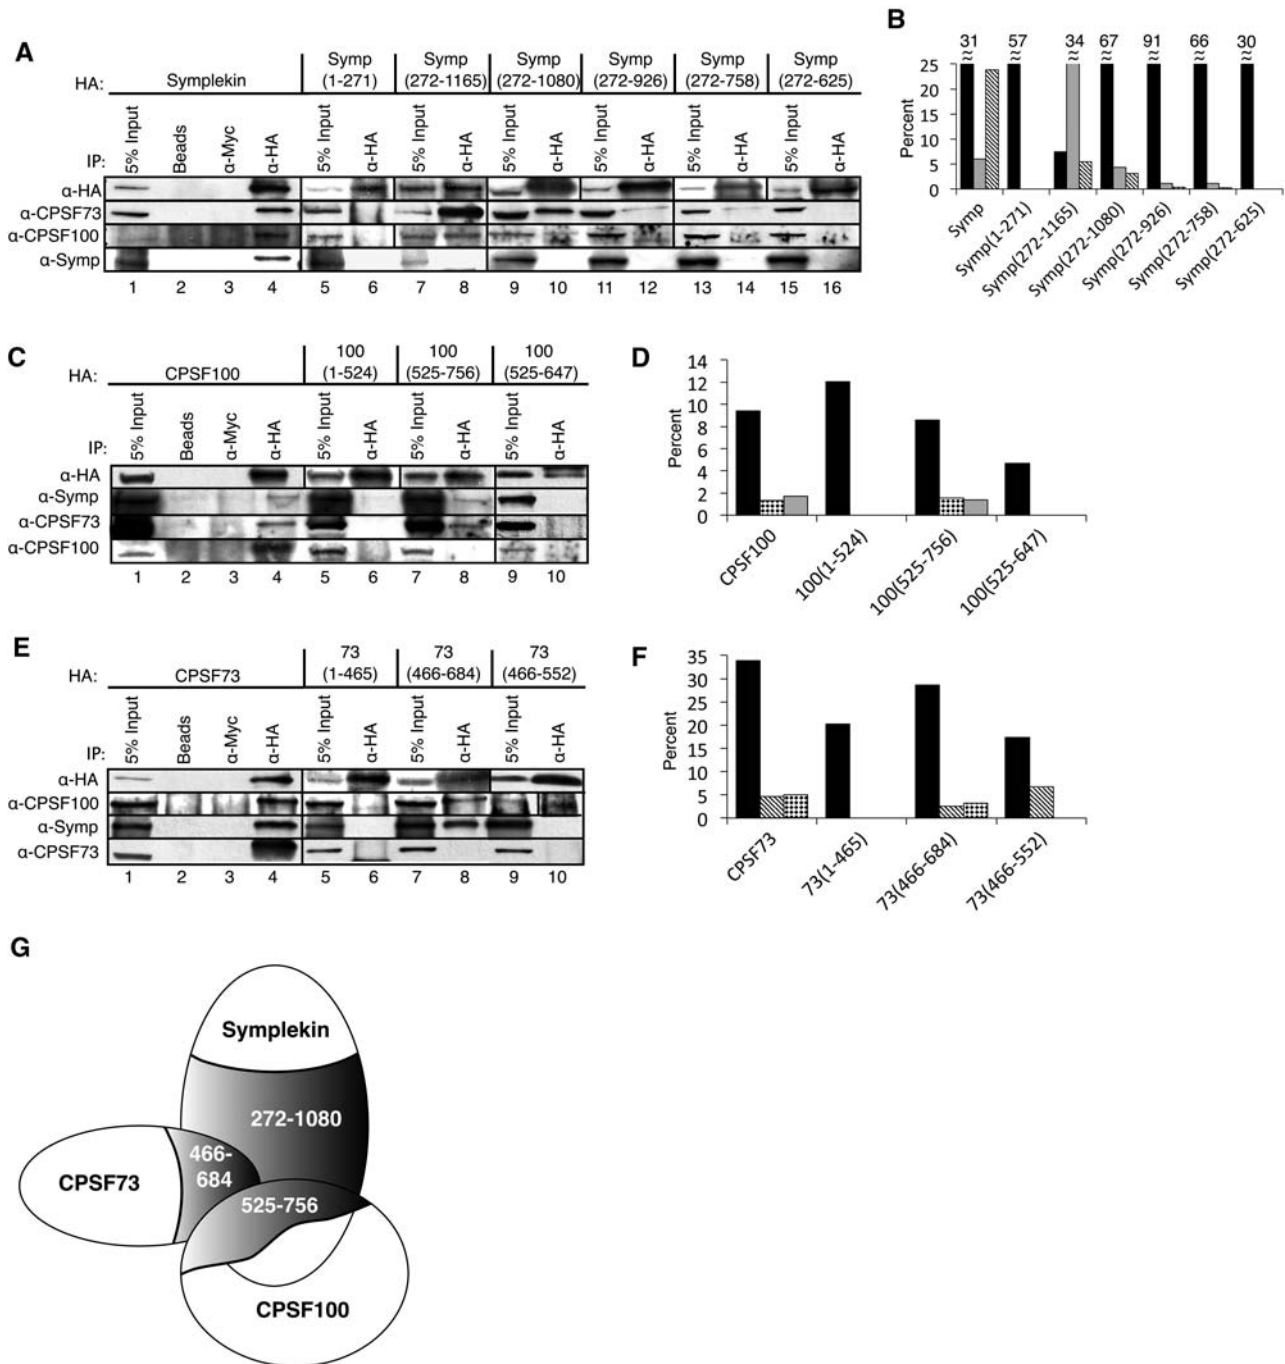 A
HA: Symplekin Symp (1-271) Symp (272-1165) Symp (272-1080) Symp (272-926) Symp (272-758) Symp (272-625)
IP: 5% Input Beads α-Myc α-HA 5% Input α-HA 5% Input α-HA 5% Input α-HA 5% Input α-HA 5% Input α-HA 5% Input α-HA
α-HA
α-CPSF73
α-CPSF100
α-Symp
1 2 3 4 5 6 7 8 9 10 11 12 13 14 15 16
B
31 57 34 67 91 66 30
≈ ≈ ≈ ≈ ≈ ≈ ≈
Percent
25
20
15
10
5
0
Symp Symp(1-271) Symp(272-1165) Symp(272-1080) Symp(272-926) Symp(272-758) Symp(272-625)
C
HA: CPSF100 100 (1-524) 100 (525-756) 100 (525-647)
IP: 5% Input Beads α-Myc α-HA 5% Input α-HA 5% Input α-HA 5% Input α-HA
α-HA
α-Symp
α-CPSF73
α-CPSF100
1 2 3 4 5 6 7 8 9 10
D
Percent
14
12
10
8
6
4
2
0
CPSF100 100(1-524) 100(525-756) 100(525-647)
E
HA: CPSF73 73 (1-465) 73 (466-684) 73 (466-552)
IP: 5% Input Beads α-Myc α-HA 5% Input α-HA 5% Input α-HA 5% Input α-HA
α-HA
α-CPSF100
α-Symp
α-CPSF73
1 2 3 4 5 6 7 8 9 10
F
Percent
35
30
25
20
15
10
5
0
CPSF73 73(1-465) 73(466-684) 73(466-552)
G
Symplekin
272-1080
466-
684
CPSF73
525-756
CPSF100